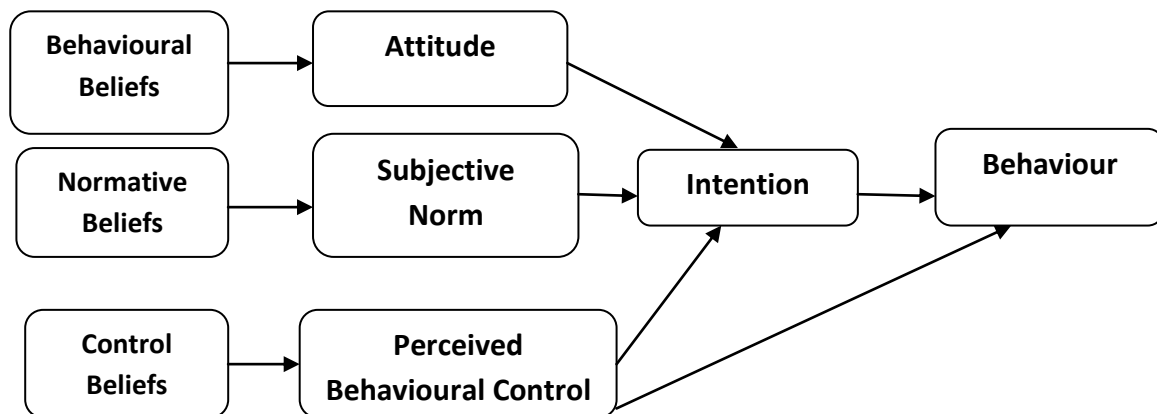 Behavioural
Beliefs
Attitude
Normative
Beliefs
Subjective
Norm
Intention
Behaviour
Control
Beliefs
Perceived
Behavioural Control